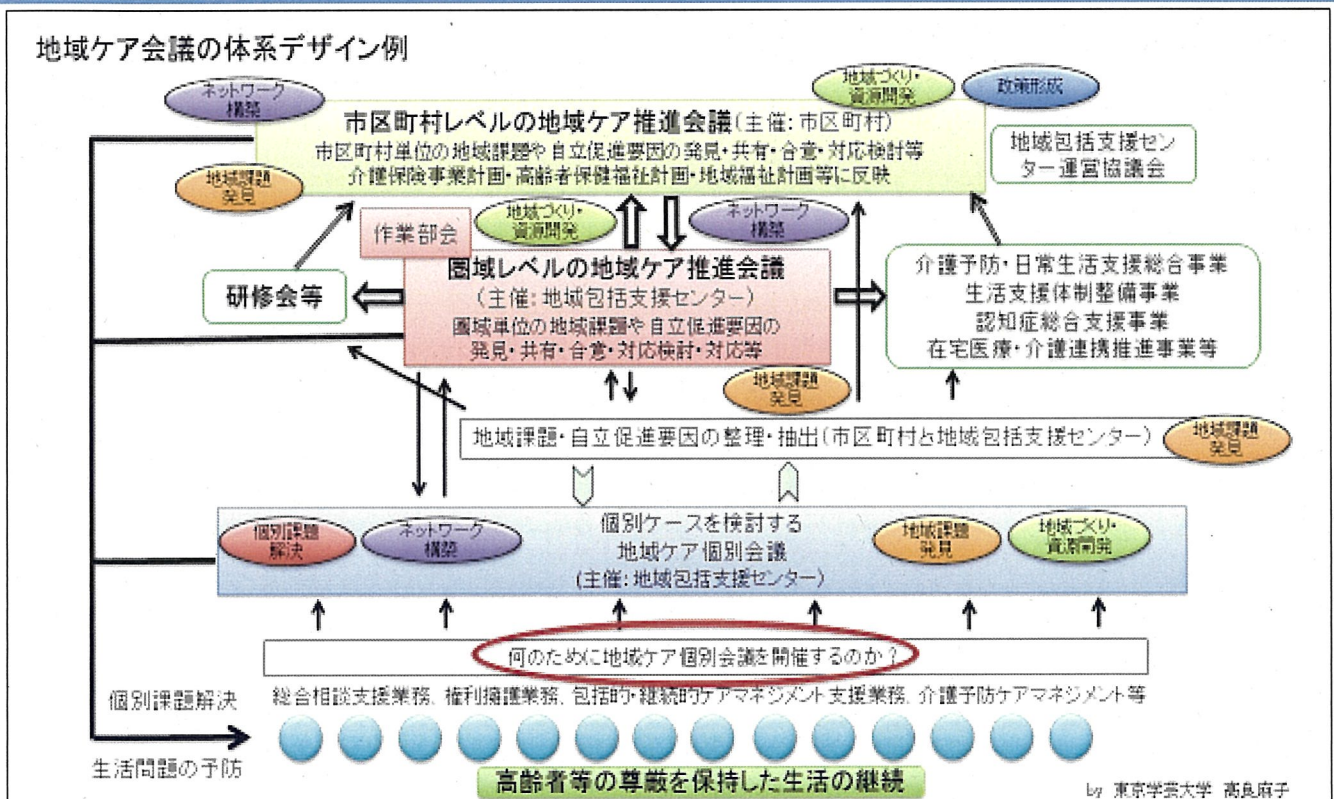 地域ケア会議の体系デザイン例
ネットワーク
構築
地域づくり・
資源開発
政策形成
市区町村レベルの地域ケア推進会議(主催:市区町村)
市区町村単位の地域課題や自立促進要因の発見・共有・合意・対応検討等
介護保険事業計画・高齢者保健福祉計画・地域福祉計画等に反映
地域包括支援セン
ター運営協議会
地域課題
発見
作業部会
地域づくり・
資源開発
ネットワーク
構築
圏域レベルの地域ケア推進会議
(主催:地域包括支援センター)
圏域単位の地域課題や自立促進要因の
発見・共有・合意・対応検討・対応等
研修会等
介護予防・日常生活支援総合事業
生活支援体制整備事業
認知症総合支援事業
在宅医療・介護連携推進事業等
地域課題
発見
地域課題・自立促進要因の整理・抽出(市区町村と地域包括支援センター)
地域課題
発見
個別課題
解決
ネットワーク
構築
個別ケースを検討する
地域ケア個別会議
(主催:地域包括支援センター)
地域課題
発見
地域づくり・
資源開発
何のために地域ケア個別会議を開催するのか?
個別課題解決
総合相談支援業務、権利擁護業務、包括的・継続的ケアマネジメント支援業務、介護予防ケアマネジメント等
生活問題の予防
高齢者等の尊厳を保持した生活の継続
by 東京学芸大学 高良麻子